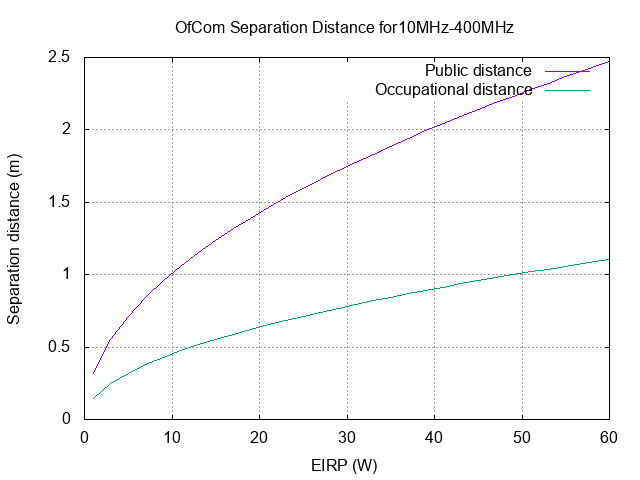 OfCom Separation Distance for10MHz-400MHz
Public distance
Occupational distance
Separation distance (m)
2.5
2
1.5
1
0.5
0
0 10 20 30 40 50 60
EIRP (W)